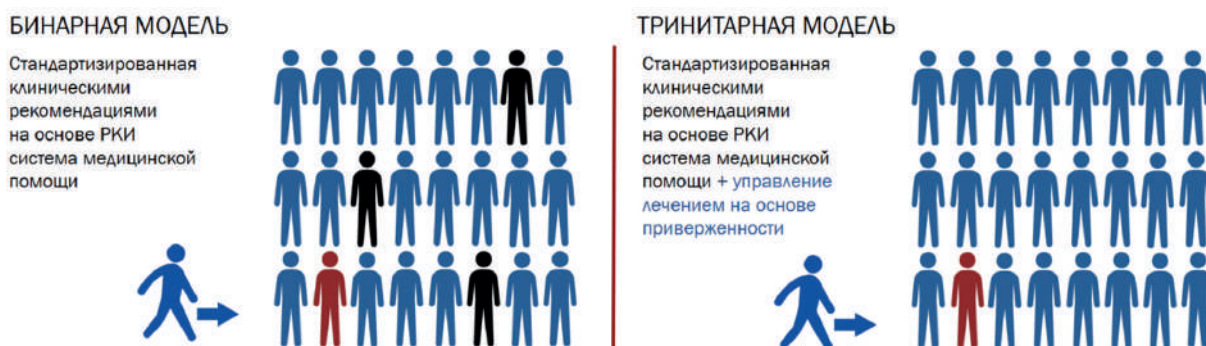 БИНАРНАЯ МОДЕЛЬ
Стандартизированная
клиническими
рекомендациями
на основе РКИ
система медицинской
помощи
ТРИНИТАРНАЯ МОДЕЛЬ
Стандартизированная
клиническими
рекомендациями
на основе РКИ
система медицинской
помощи + управление
лечением на основе
приверженности